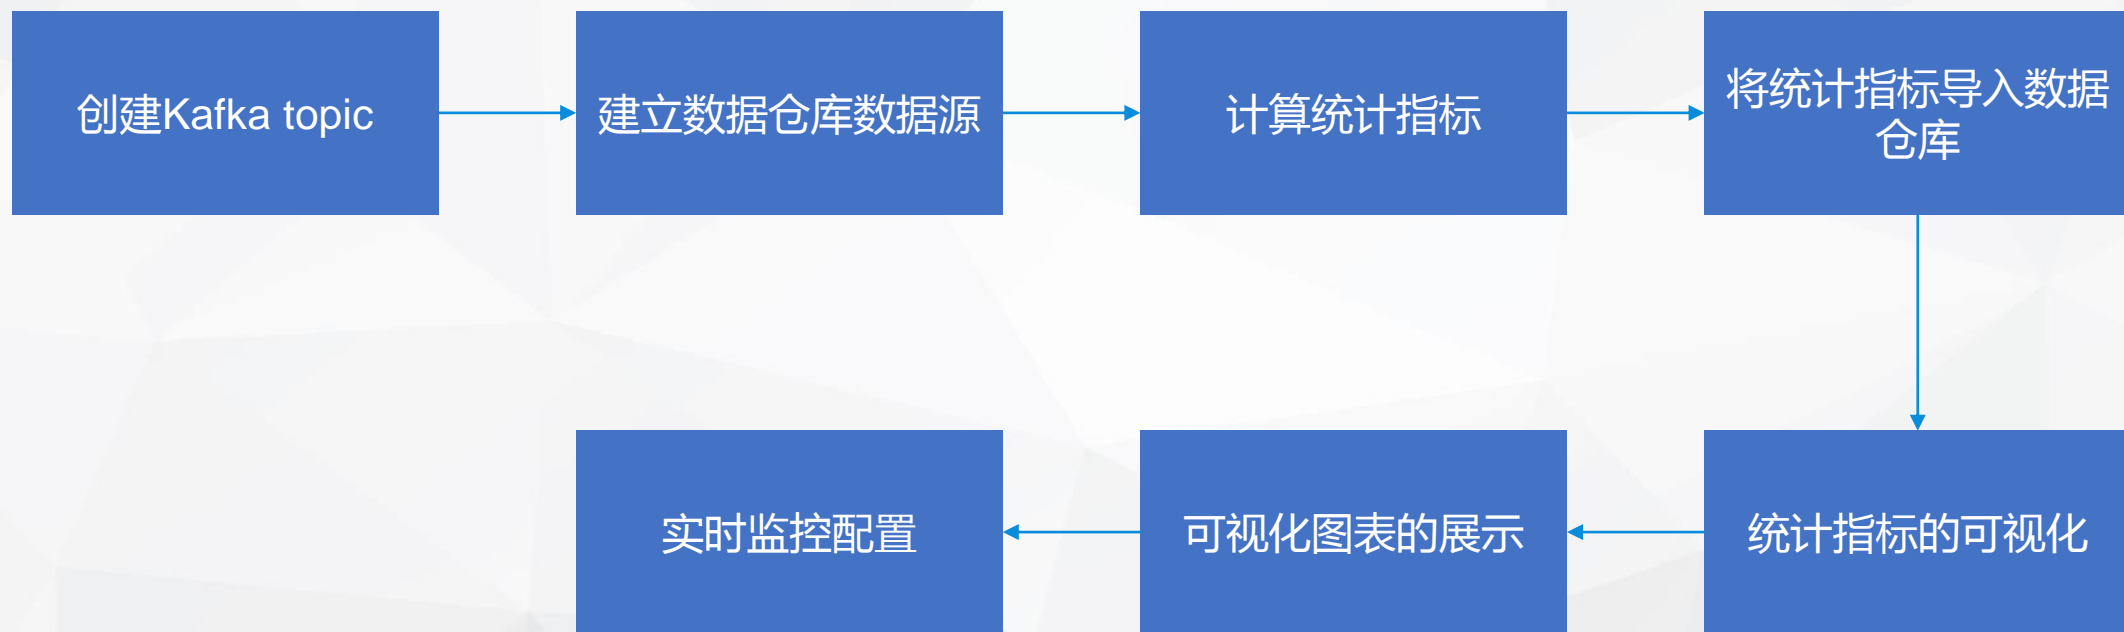 创建Kafka topic
建立数据仓库数据源
计算统计指标
将统计指标导入数据
仓库
统计指标的可视化
可视化图表的展示
实时监控配置